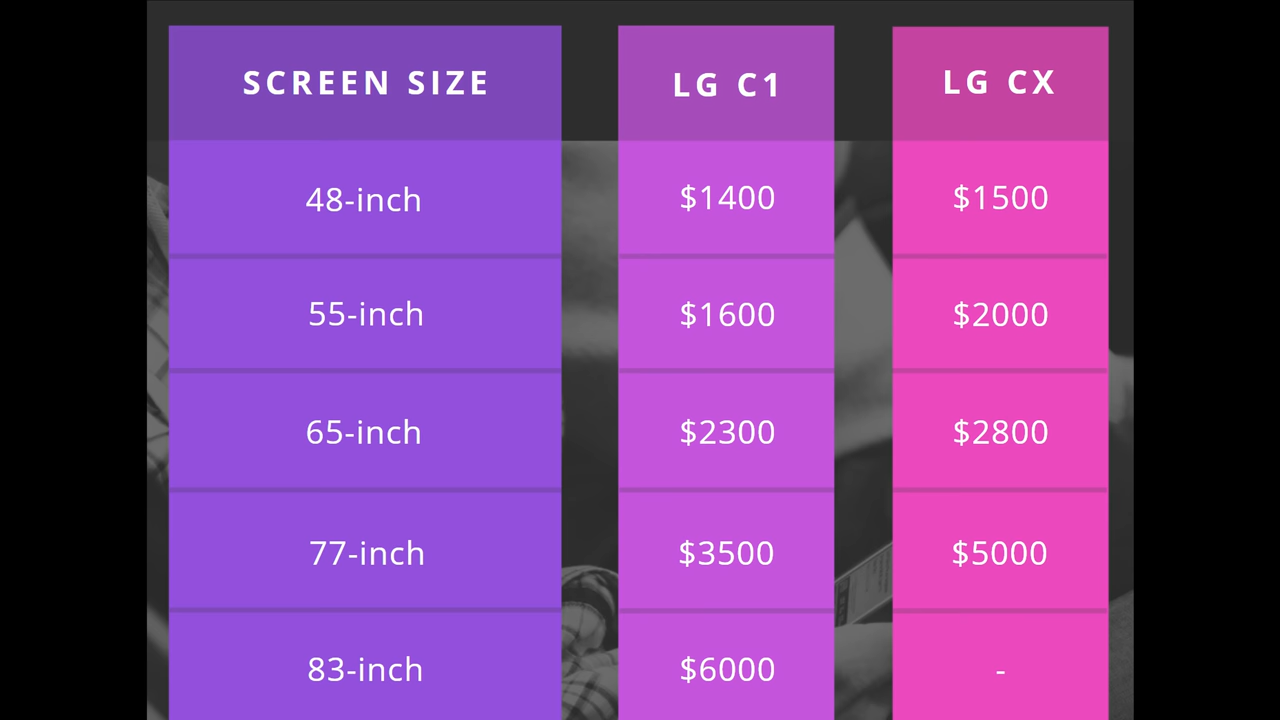 SCREEN SIZE LG C1 LG CX
48-inch $1400 $1500
55-inch $1600 $2000
65-inch $2300 $2800
77-inch $3500 $5000
83-inch $6000 -